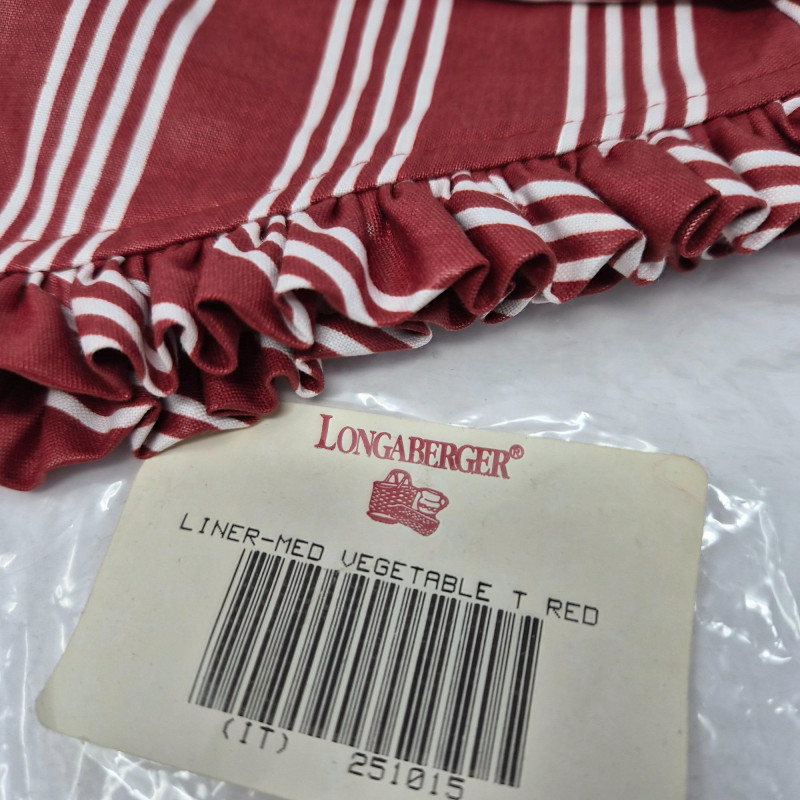 LONGABERGER®
LINER-MED VEGETABLE T RED
(IT) 251015